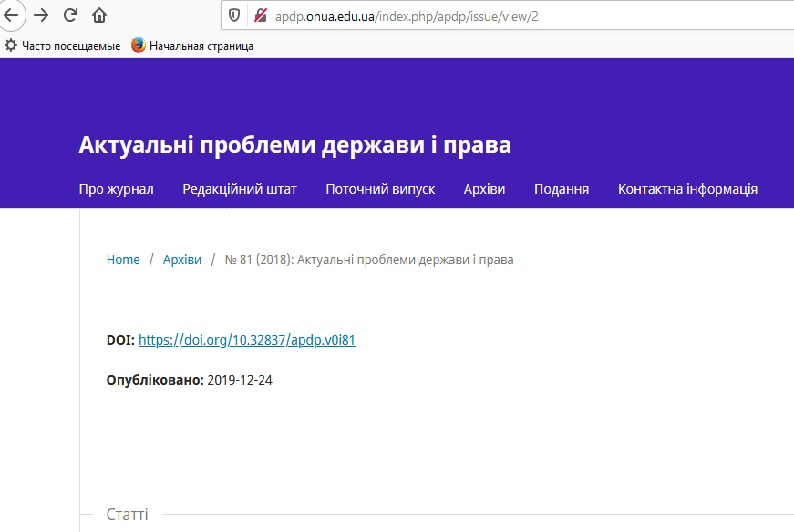 apdp.onua.edu.ua/index.php/apdp/issue/view/2
Часто посещаемые Начальная страница
Актуальні проблеми держави і права
Про журнал Редакційний штат Поточний випуск Архіви Подання Контактна інформація
Home / Архіви / № 81 (2018): Актуальні проблеми держави і права
DOI: https://doi.org/10.32837/apdp.v0i81
Опубліковано: 2019-12-24
Статті